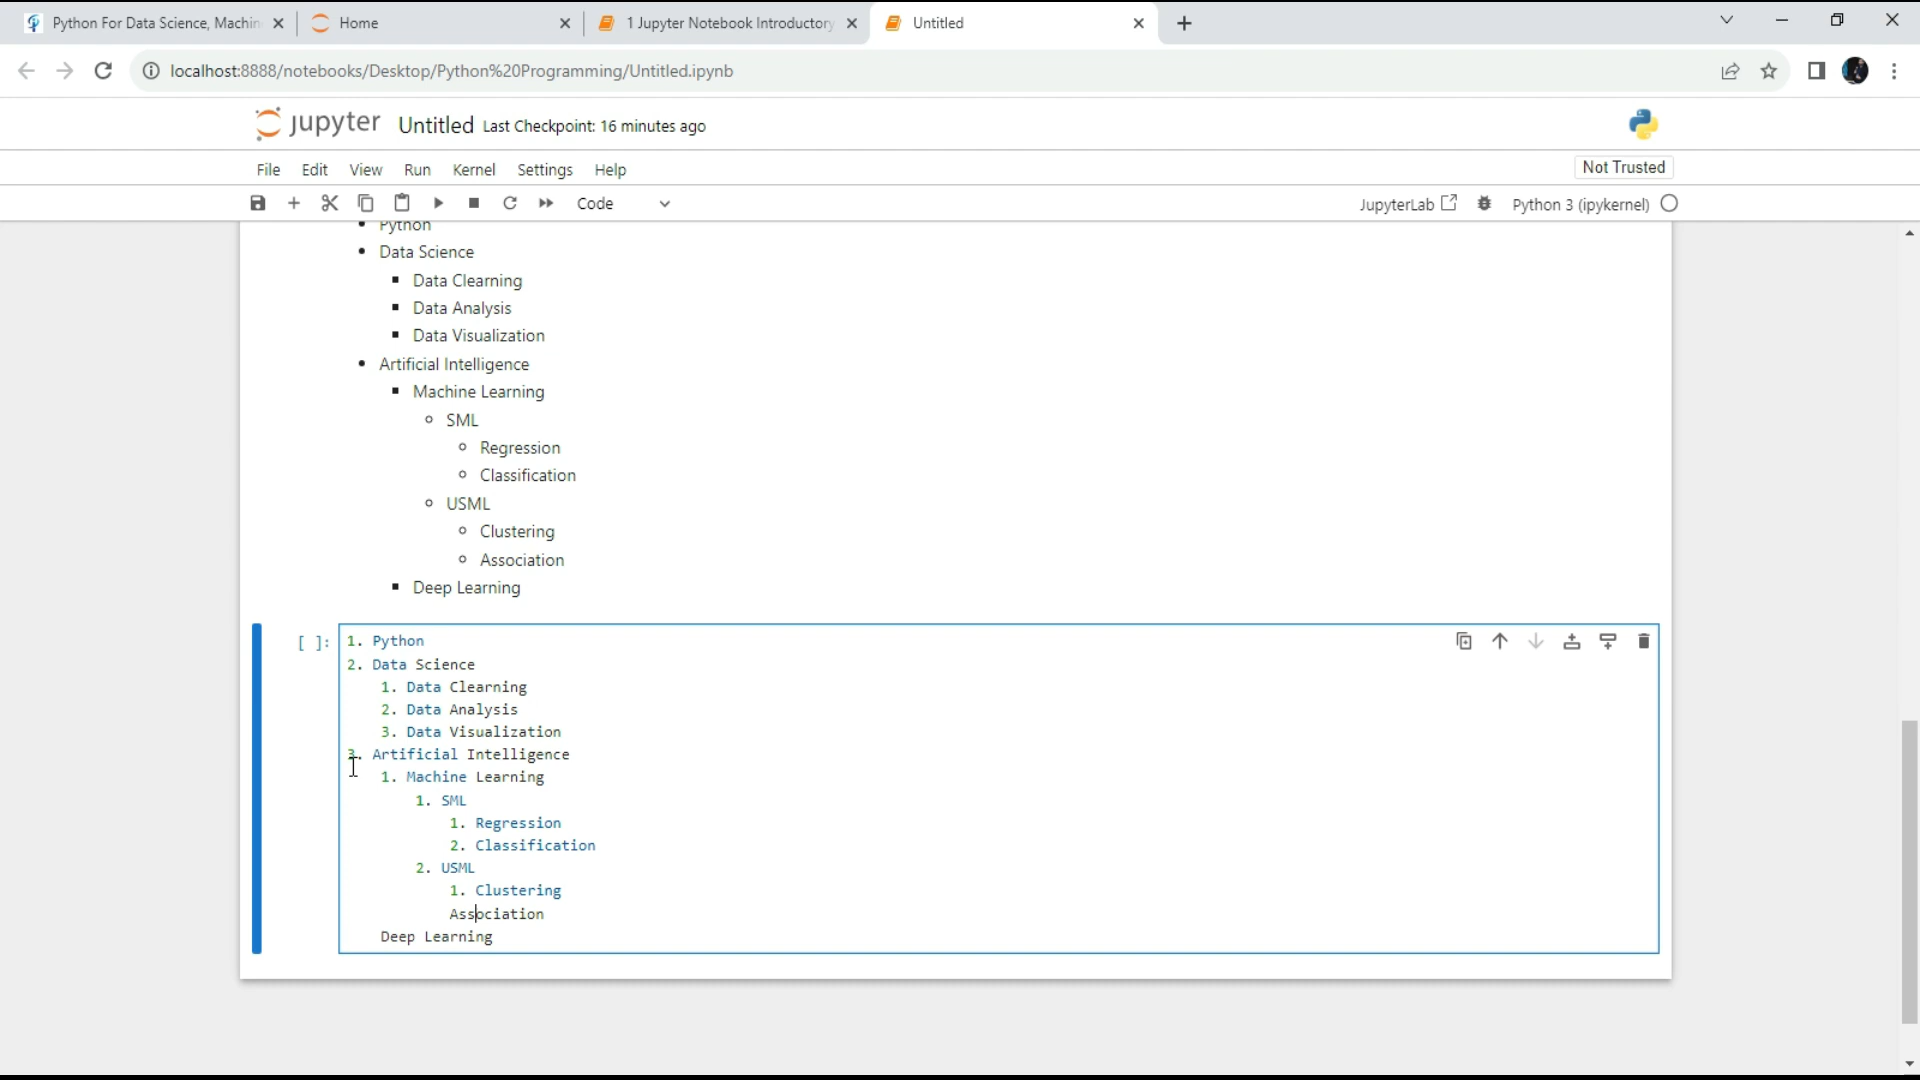 Python For Data Science, Machin
Home
1 Jupyter Notebook Introductory
Untitled
localhost:8888/notebooks/Desktop/Python%20Programming/Untitled.ipynb
jupyter Untitled Last Checkpoint: 16 minutes ago
File Edit View Run Kernel Settings Help
Not Trusted
Code
JupyterLab
Python 3 (ipykernel)
Python
Data Science
Data Clearning
Data Analysis
Data Visualization
Artificial Intelligence
Machine Learning
SML
Regression
Classification
USML
Clustering
Association
Deep Learning
[ ]: 1. Python
2. Data Science
1. Data Clearning
2. Data Analysis
3. Data Visualization
3. Artificial Intelligence
1. Machine Learning
1. SML
1. Regression
2. Classification
2. USML
1. Clustering
Association
Deep Learning